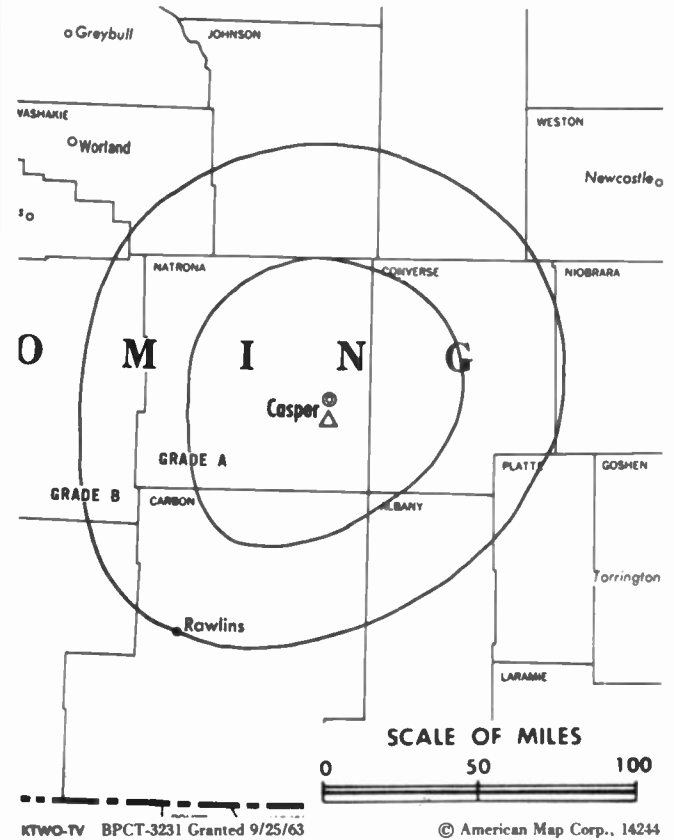 Greybull
JOHNSON
WASHAKIE
WESTON
Worland
Newcastle
s
NATRONA
CONVERSE
NIOBRARA
O M I N G
Casper
GRADE A
PLATTE
GOSHEN
GRADE B
CARBON
ALBANY
Torrington
Rawlins
LARAMIE
SCALE OF MILES
0 50 100
KTWO-TV BPCT-3231 Granted 9/25/63
© American Map Corp., 14244